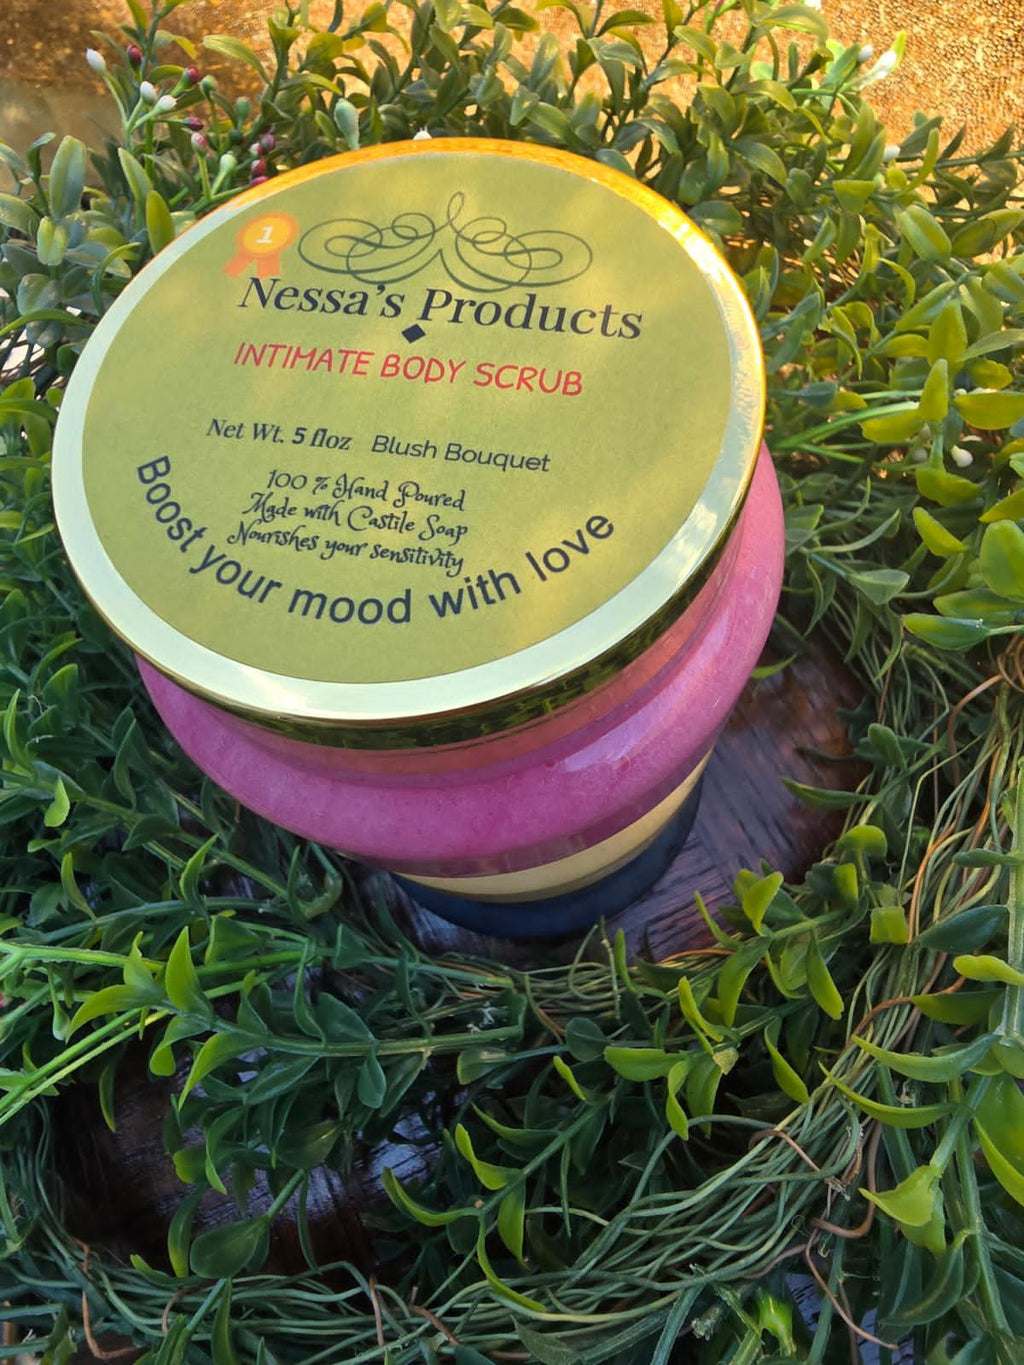 1
Nessa's Products
INTIMATE BODY SCRUB
Net Wt. 5 floz Blush Bouquet
100 % Hand Poured
Made with Castile Soap
Nourishes your sensitivity
Boost your mood with love